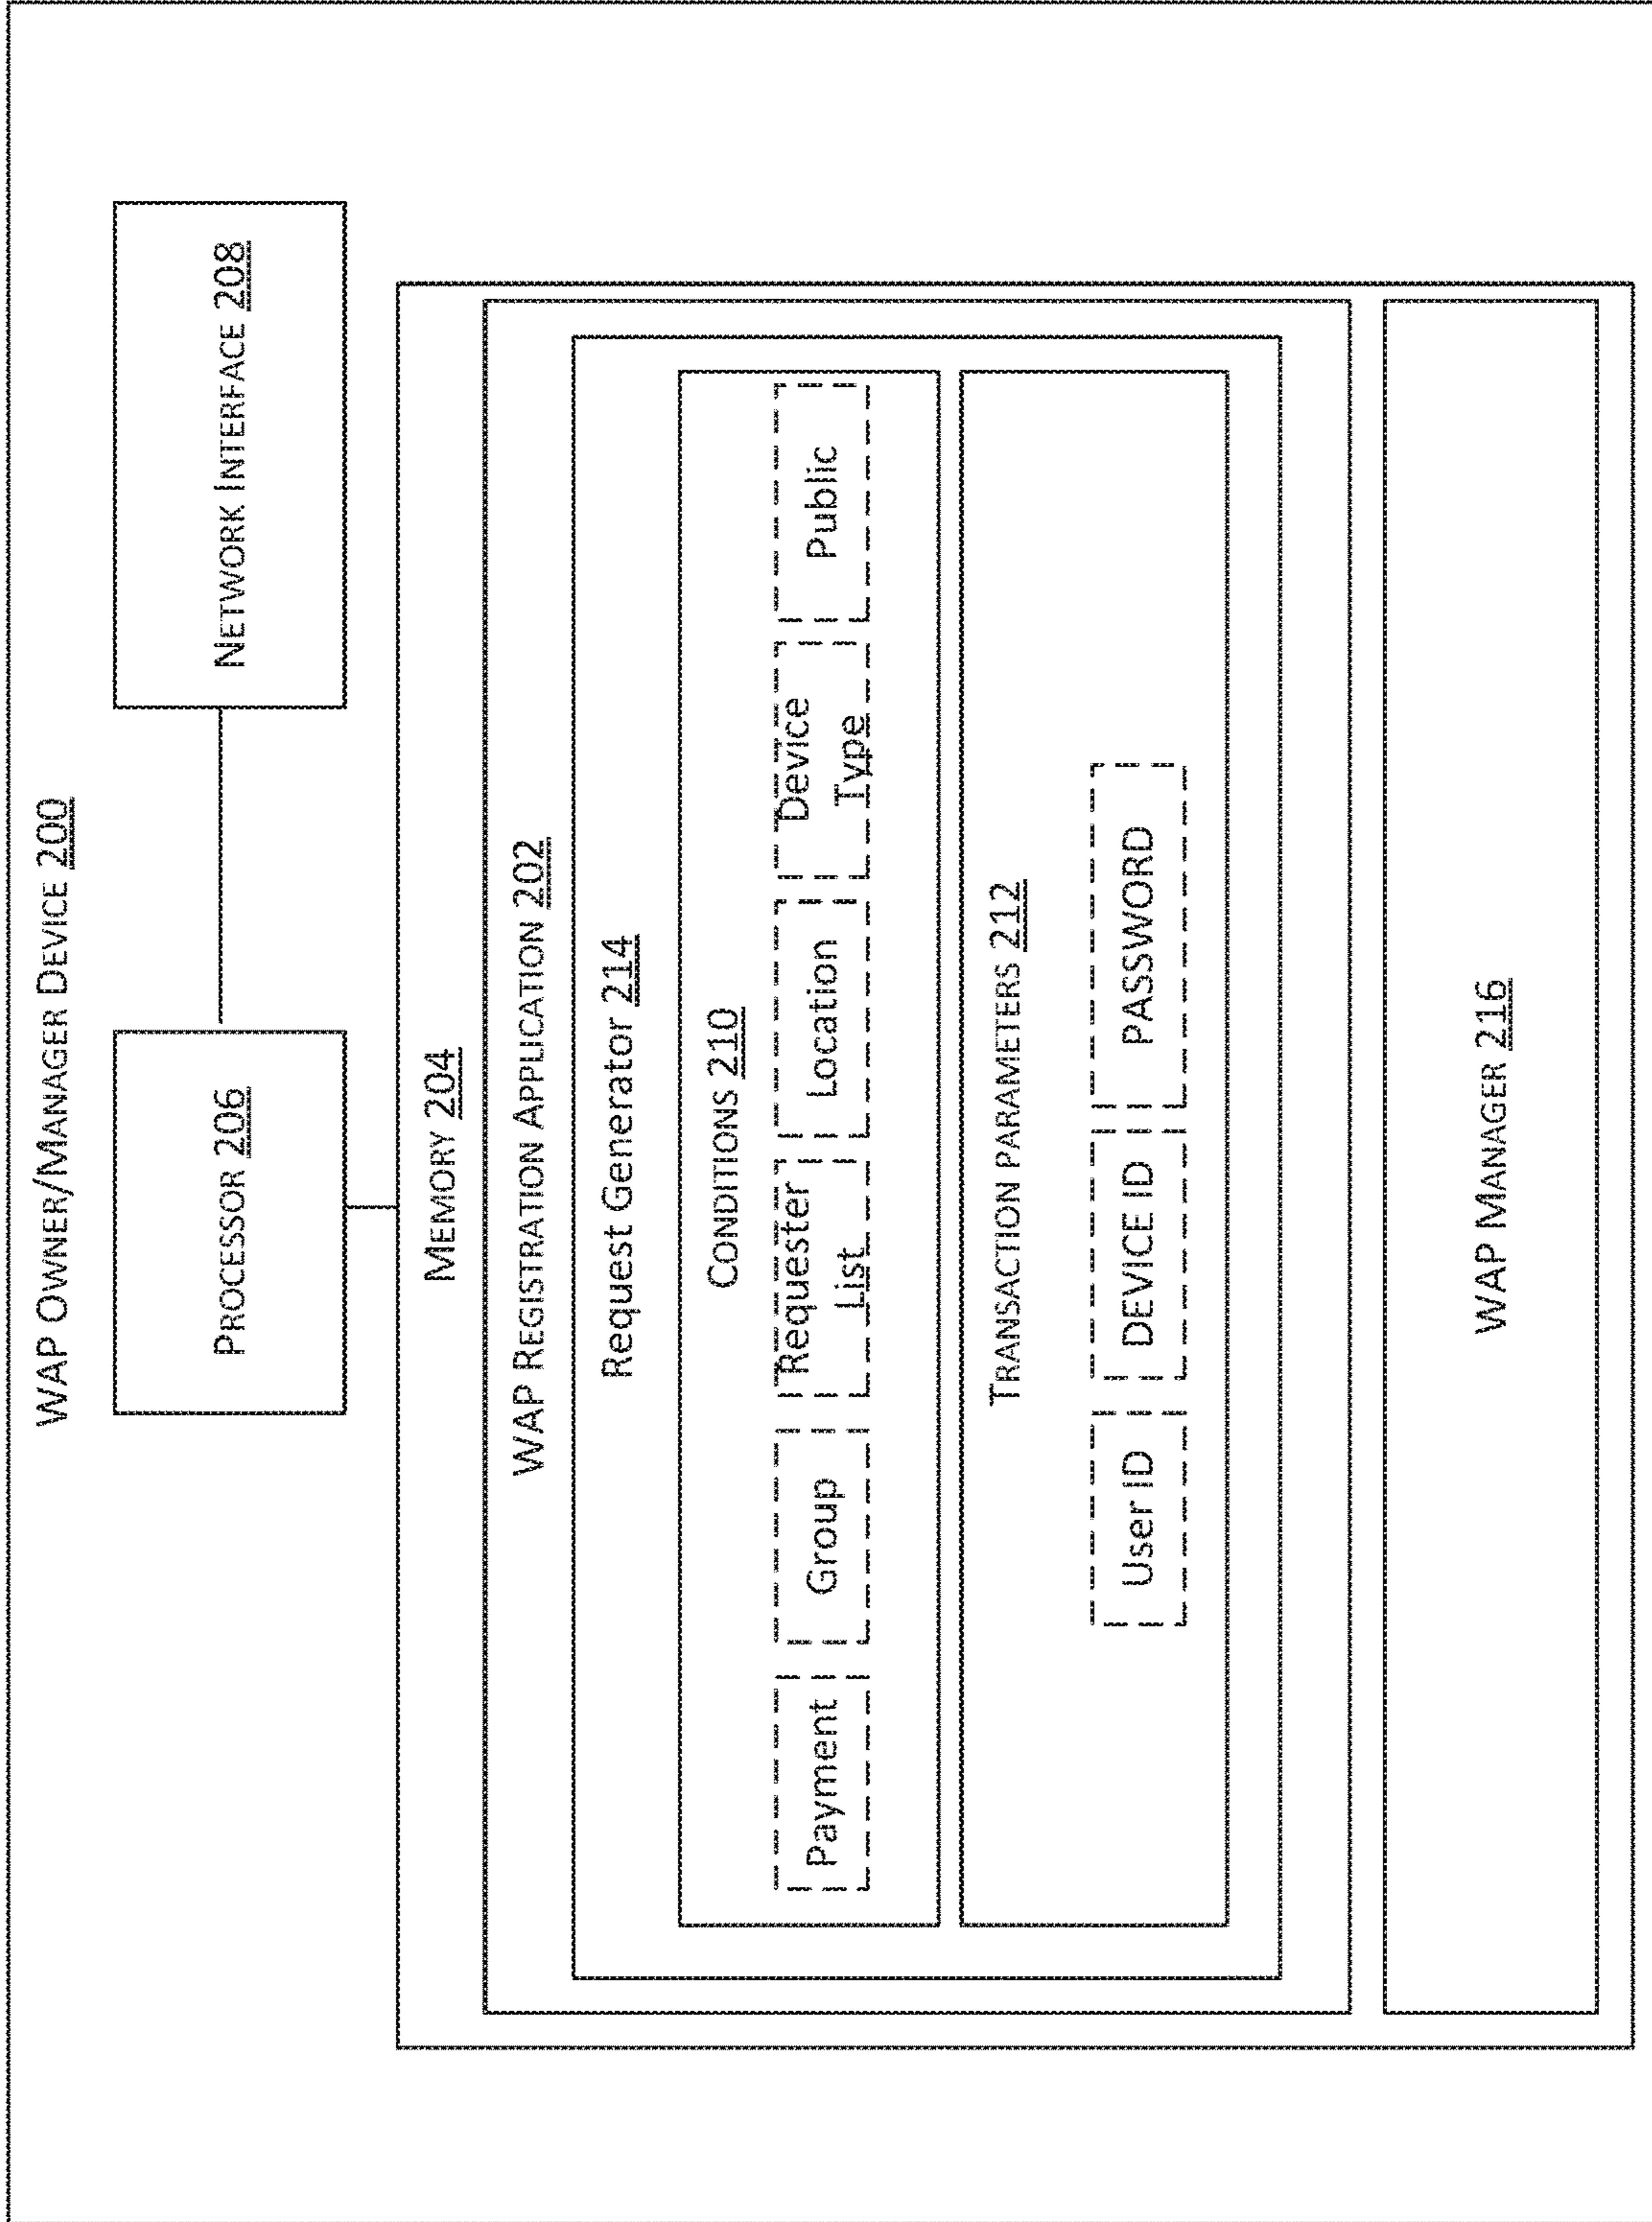 WAP OWNER/MANAGER DEVICE 200
PROCESSOR 206
NETWORK INTERFACE 208
MEMORY 204
WAP REGISTRATION APPLICATION 202
Request Generator 214
CONDITIONS 210
Payment
Group
Requester
List
Location
Device
Type
Public
TRANSACTION PARAMETERS 212
User ID
DEVICE ID
PASSWORD
WAP MANAGER 216